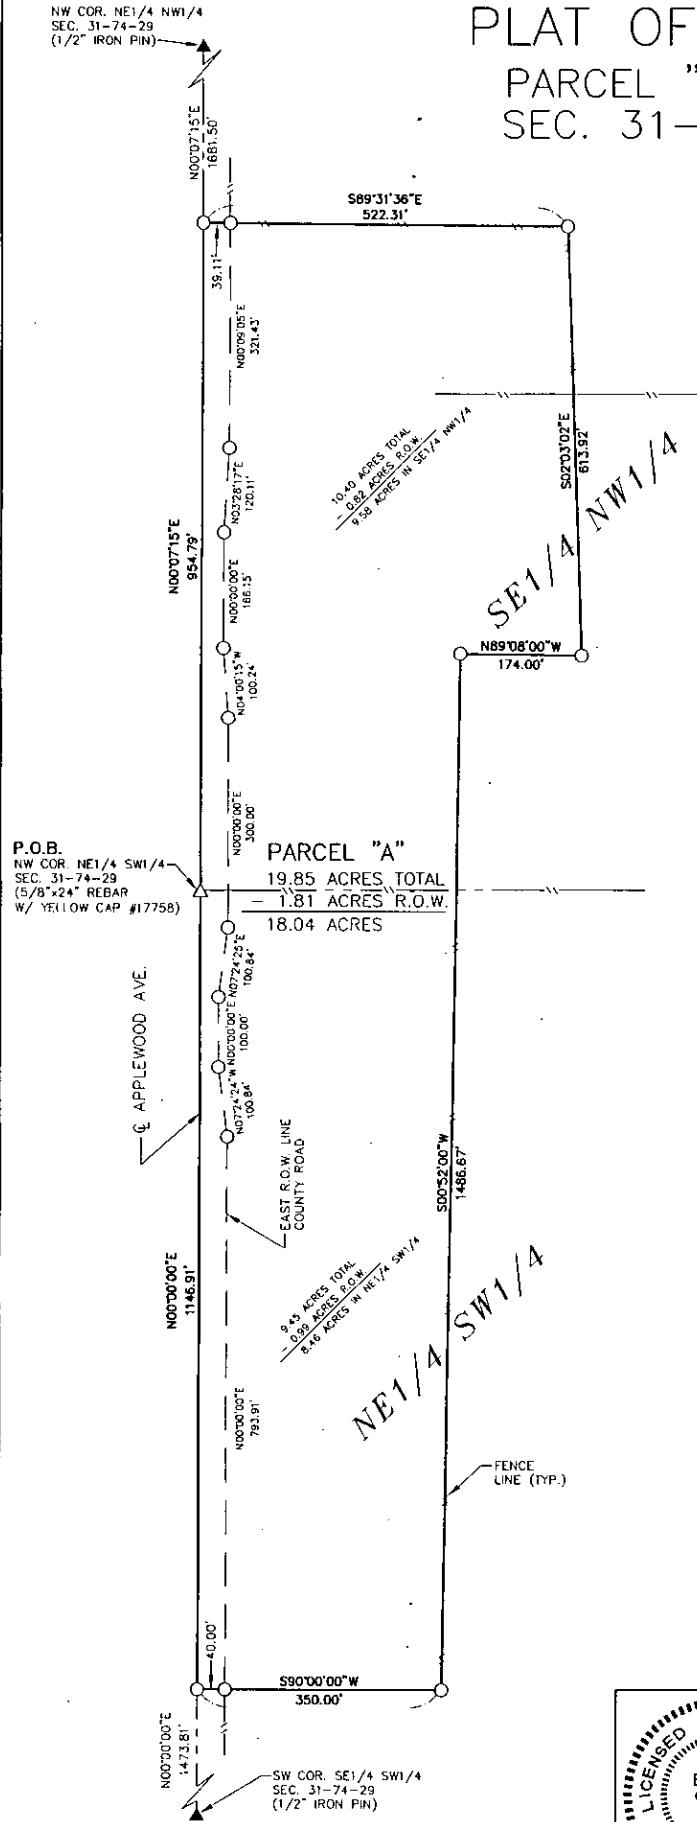 NW COR. NE1/4 NW1/4
SEC. 31-74-29
(1/2" IRON PIN)
PLAT OF
PARCEL "
SEC. 31-
N00°07'15"E
1681.50'
S89°31'36"E
522.31'
39.11'
N00°09'05"E
321.43'
N03°28'17"E
120.11'
N00°00'00"E
166.15'
N04°00'15"W
100.24'
N00°07'15"E
954.79'
10.40 ACRES TOTAL
- 0.82 ACRES R.O.W.
9.58 ACRES IN SE1/4 NW1/4
S02°03'02"E
613.92'
SE1/4 NW1/4
N89°08'00"W
174.00'
N00°00'00"E
300.00'
P.O.B.
NW COR. NE1/4 SW1/4
SEC. 31-74-29
(5/8"x24" REBAR
W/ YELLOW CAP #17758)
PARCEL "A"
19.85 ACRES TOTAL
- 1.81 ACRES R.O.W.
18.04 ACRES
N07°24'25"E
100.84'
N00°00'00"E
100.00'
N07°24'24"W
100.84'
℄ APPLEWOOD AVE.
EAST R.O.W. LINE
COUNTY ROAD
S00°52'00"W
1486.67'
N00°00'00"E
1146.91'
9.45 ACRES TOTAL
- 0.99 ACRES R.O.W.
8.46 ACRES IN NE1/4 SW1/4
NE1/4 SW1/4
N00°00'00"E
793.91'
FENCE
LINE (TYP.)
40.00'
S90°00'00"W
350.00'
N00°00'00"E
1473.81'
SW COR. SE1/4 SW1/4
SEC. 31-74-29
(1/2" IRON PIN)
LICENSED